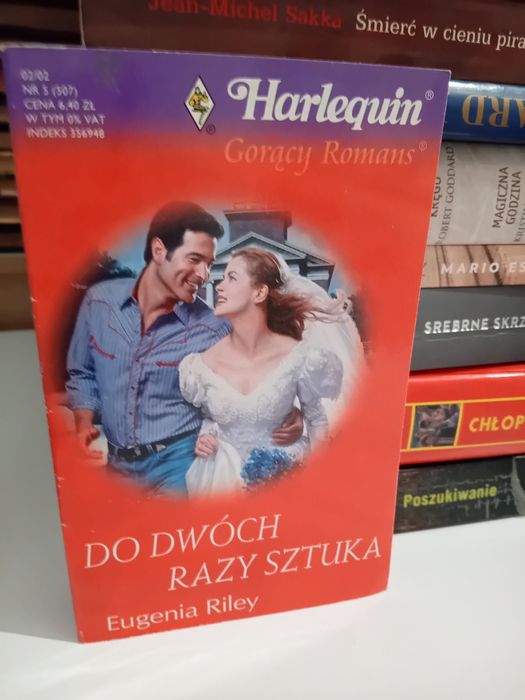 Jean-Michel Sakka Śmierć w cieniu pira
02/02
NR 5 (507)
CENA 6,40 ZŁ
W TYM 0% VAT
INDEKS 356948
Harlequin®
Gorący Romans®
DO DWÓCH
RAZY SZTUKA
Eugenia Riley
ARD
KRĘGU
ROBERT GODDARD
MAGICZNA
GODZINA
KRIS
MARIO ES
SREBRNE SKRZ
CHŁOP
Poszukiwanie